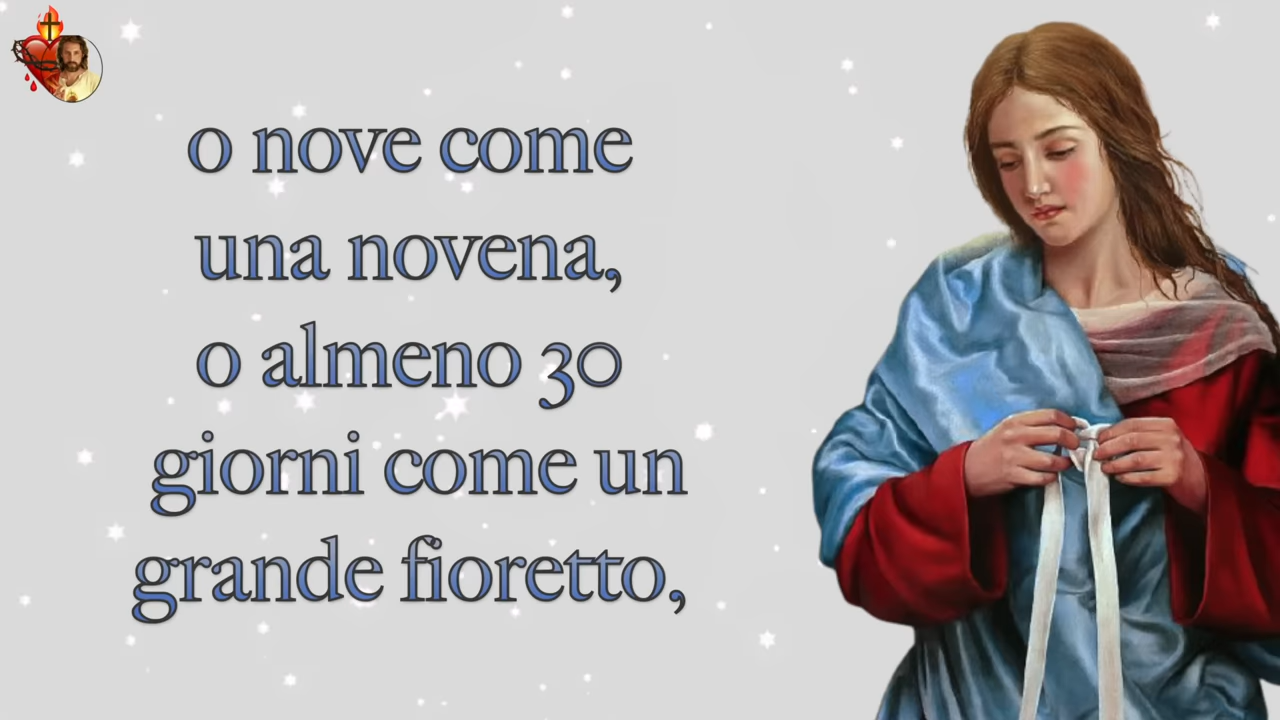 o nove come
una novena,
o almeno 30
giorni come un
grande fioretto,